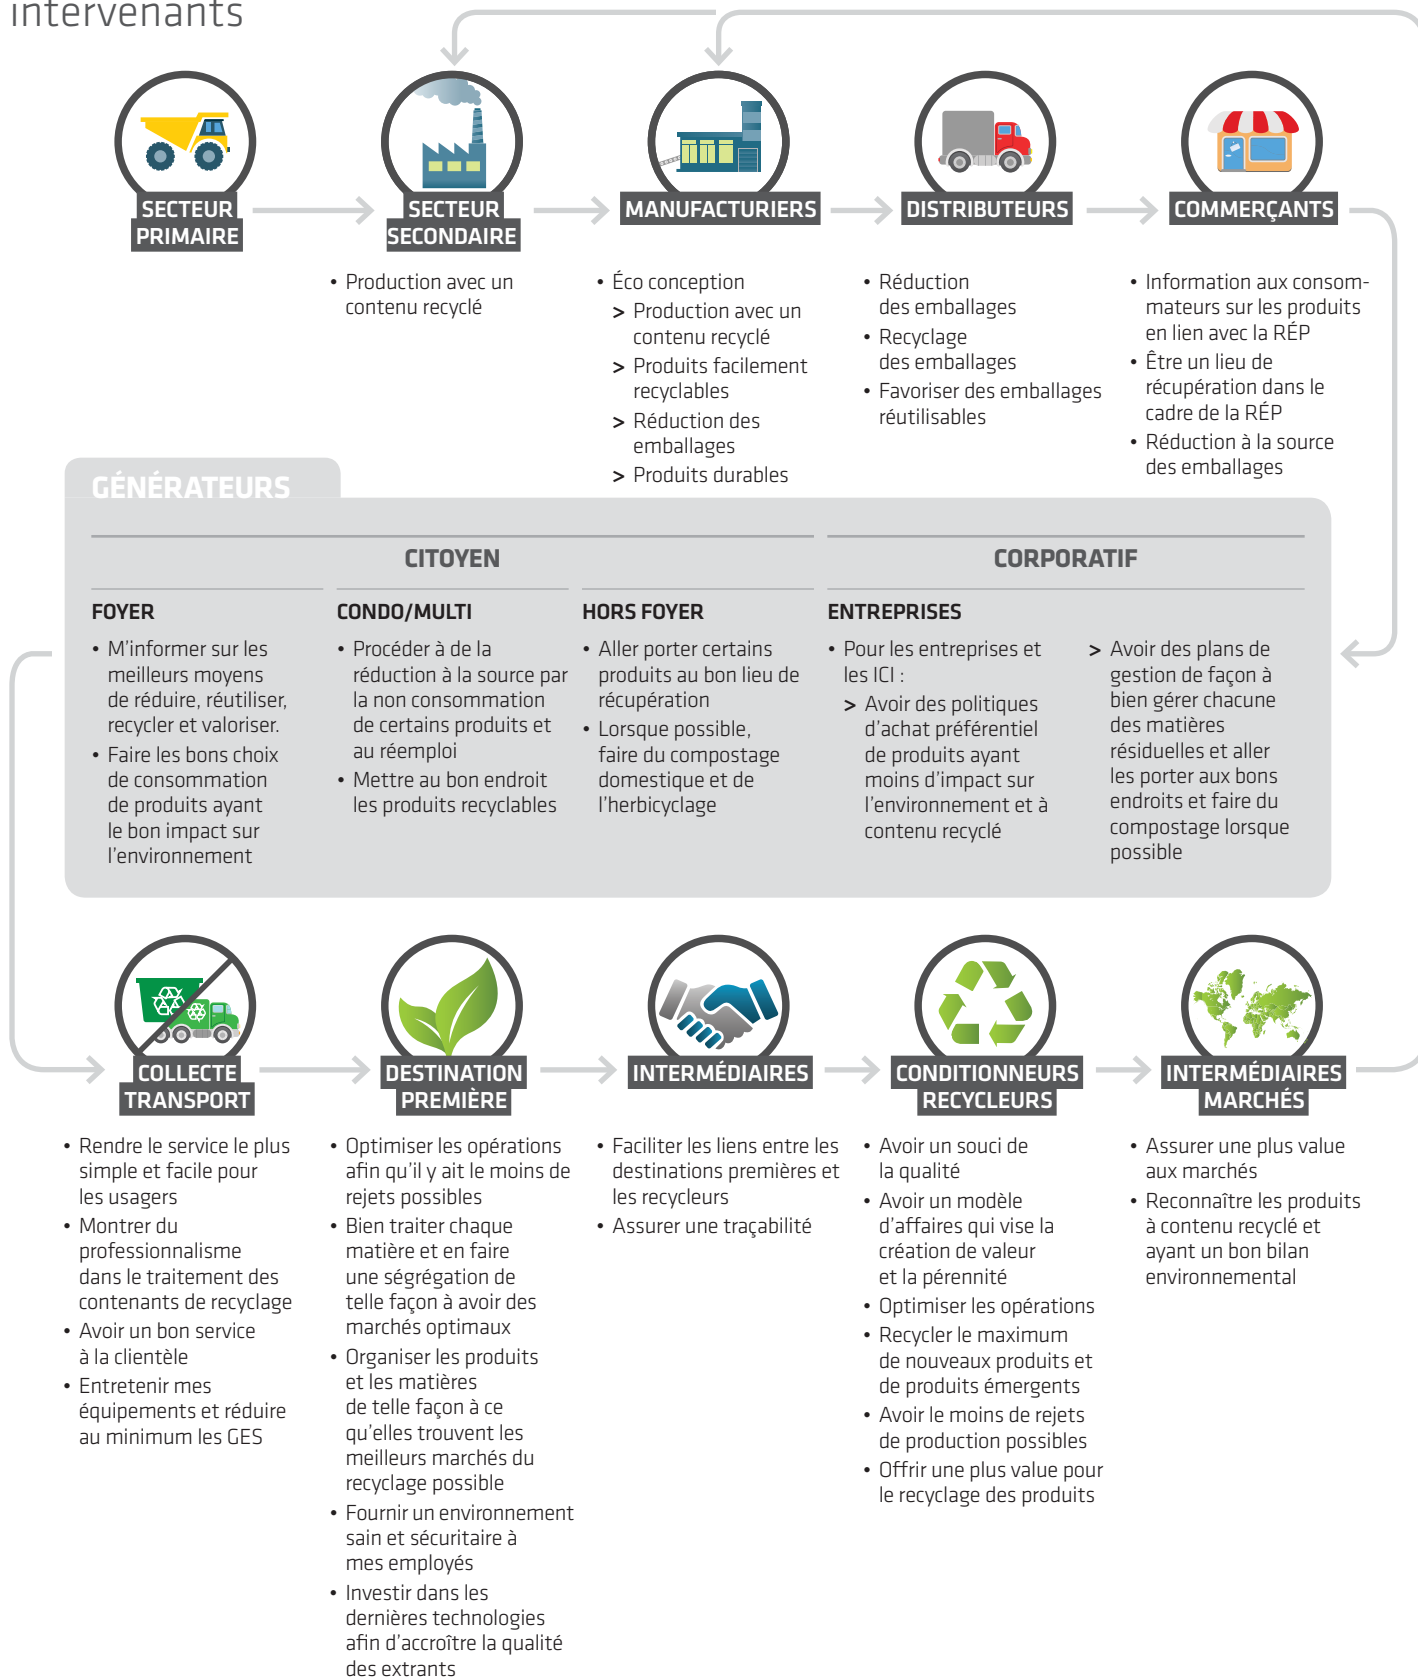 intervenants
SECTEUR
PRIMAIRE
SECTEUR
SECONDAIRE
MANUFACTURIERS
DISTRIBUTEURS
COMMERÇANTS
• Production avec un
contenu recyclé
• Éco conception
> Production avec un
contenu recyclé
> Produits facilement
recyclables
> Réduction des
emballages
> Produits durables
• Réduction
des emballages
• Recyclage
des emballages
• Favoriser des emballages
réutilisables
• Information aux consom-
mateurs sur les produits
en lien avec la RÉP
• Être un lieu de
récupération dans le
cadre de la RÉP
• Réduction à la source
des emballages
GÉNÉRATEURS
CITOYEN
CORPORATIF
FOYER
• M'informer sur les
meilleurs moyens
de réduire, réutiliser,
recycler et valoriser.
• Faire les bons choix
de consommation
de produits ayant
le bon impact sur
l'environnement
CONDO/MULTI
• Procéder à de la
réduction à la source par
la non consommation
de certains produits et
au réemploi
• Mettre au bon endroit
les produits recyclables
HORS FOYER
• Aller porter certains
produits au bon lieu de
récupération
• Lorsque possible,
faire du compostage
domestique et de
l'herbicyclage
ENTREPRISES
• Pour les entreprises et
les ICI :
> Avoir des politiques
d'achat préférentiel
de produits ayant
moins d'impact sur
l'environnement et à
contenu recyclé
> Avoir des plans de
gestion de façon à
bien gérer chacune
des matières
résiduelles et aller
les porter aux bons
endroits et faire du
compostage lorsque
possible
COLLECTE
TRANSPORT
DESTINATION
PREMIÈRE
INTERMÉDIAIRES
CONDITIONNEURS
RECYCLEURS
INTERMÉDIAIRES
MARCHÉS
• Rendre le service le plus
simple et facile pour
les usagers
• Montrer du
professionnalisme
dans le traitement des
contenants de recyclage
• Avoir un bon service
à la clientèle
• Entretenir mes
équipements et réduire
au minimum les GES
• Optimiser les opérations
afin qu'il y ait le moins de
rejets possibles
• Bien traiter chaque
matière et en faire
une ségrégation de
telle façon à avoir des
marchés optimaux
• Organiser les produits
et les matières
de telle façon à ce
qu'elles trouvent les
meilleurs marchés du
recyclage possible
• Fournir un environnement
sain et sécuritaire à
mes employés
• Investir dans les
dernières technologies
afin d'accroître la qualité
des extrants
• Faciliter les liens entre les
destinations premières et
les recycleurs
• Assurer une traçabilité
• Avoir un souci de
la qualité
• Avoir un modèle
d'affaires qui vise la
création de valeur
et la pérennité
• Optimiser les opérations
• Recycler le maximum
de nouveaux produits et
de produits émergents
• Avoir le moins de rejets
de production possibles
• Offrir une plus value pour
le recyclage des produits
• Assurer une plus value
aux marchés
• Reconnaître les produits
à contenu recyclé et
ayant un bon bilan
environnemental